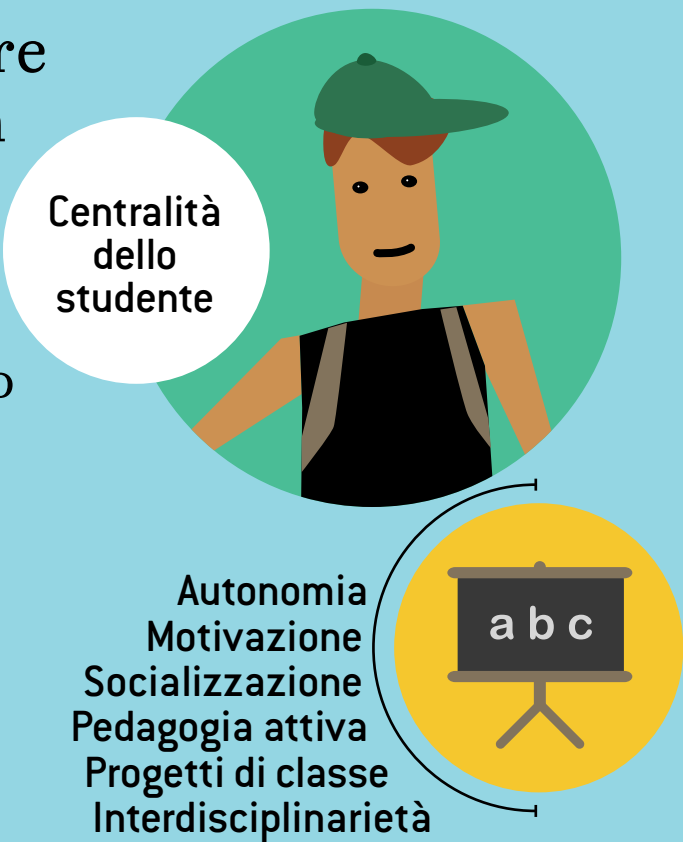 Centralità
dello
studente
Autonomia
Motivazione
Socializzazione
Pedagogia attiva
Progetti di classe
Interdisciplinarietà
a b c